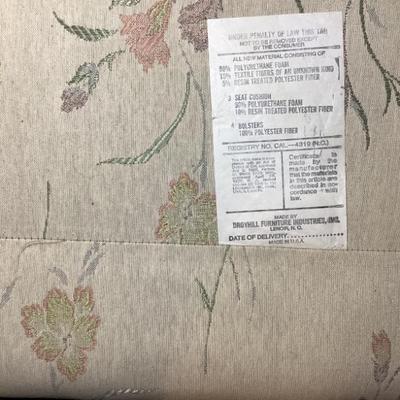 UNDER PENALTY OF LAW THIS TAG
NOT TO BE REMOVED EXCEPT
BY THE CONSUMER
ALL NEW MATERIAL CONSISTING OF
80% POLYURETHANE FOAM
15% TEXTILE FIBERS OF AN UNKNOWN KIND
5% RESIN TREATED POLYESTER FIBER
3 SEAT CUSHION
90% POLYURETHANE FOAM
10% RESIN TREATED POLYESTER FIBER
4 BOLSTERS
100% POLYESTER FIBER
REGISTRY NO. CAL.—4319 (N.C.)
Certificate is
made by the
manufacturer
that the materials
in this article are
described in ac-
cordance with
law.
MADE BY
BROYHILL FURNITURE INDUSTRIES, INC.
LENOIR, N. C.
DATE OF DELIVERY
MADE IN U.S.A.